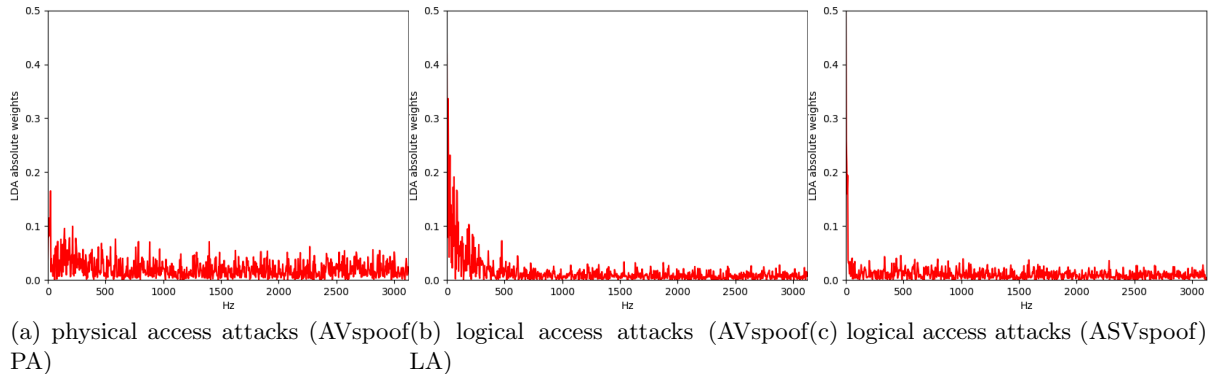 0.5
0.4
0.3
0.2
0.1
0.0
LDA absolute weights
0 500 1000 1500 2000 2500 3000
Hz
0.5
0.4
0.3
0.2
0.1
0.0
LDA absolute weights
0 500 1000 1500 2000 2500 3000
Hz
0.5
0.4
0.3
0.2
0.1
0.0
LDA absolute weights
0 500 1000 1500 2000 2500 3000
Hz
(a) physical access attacks (AVspoof
PA)
(b) logical access attacks (AVspoof
LA)
(c) logical access attacks (ASVspoof)